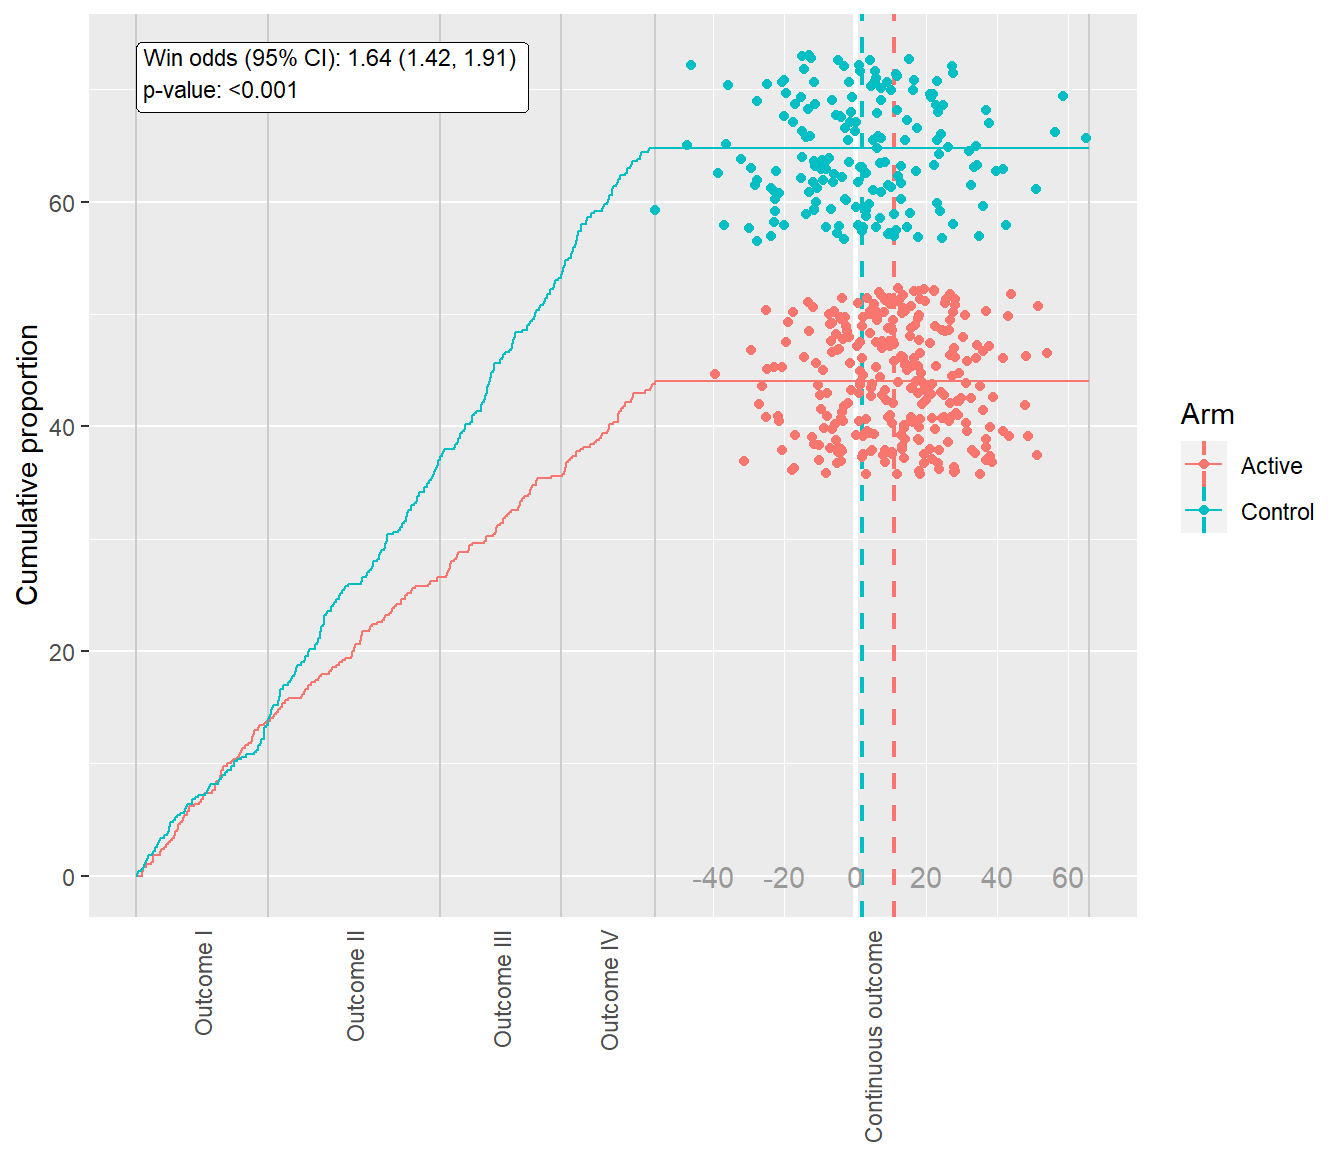 Win odds (95% CI): 1.64 (1.42, 1.91)
p-value: <0.001
Cumulative proportion
60
40
20
0
-40 -20 0 20 40 60
Outcome I
Outcome II
Outcome III
Outcome IV
Continuous outcome
Arm
Active
Control